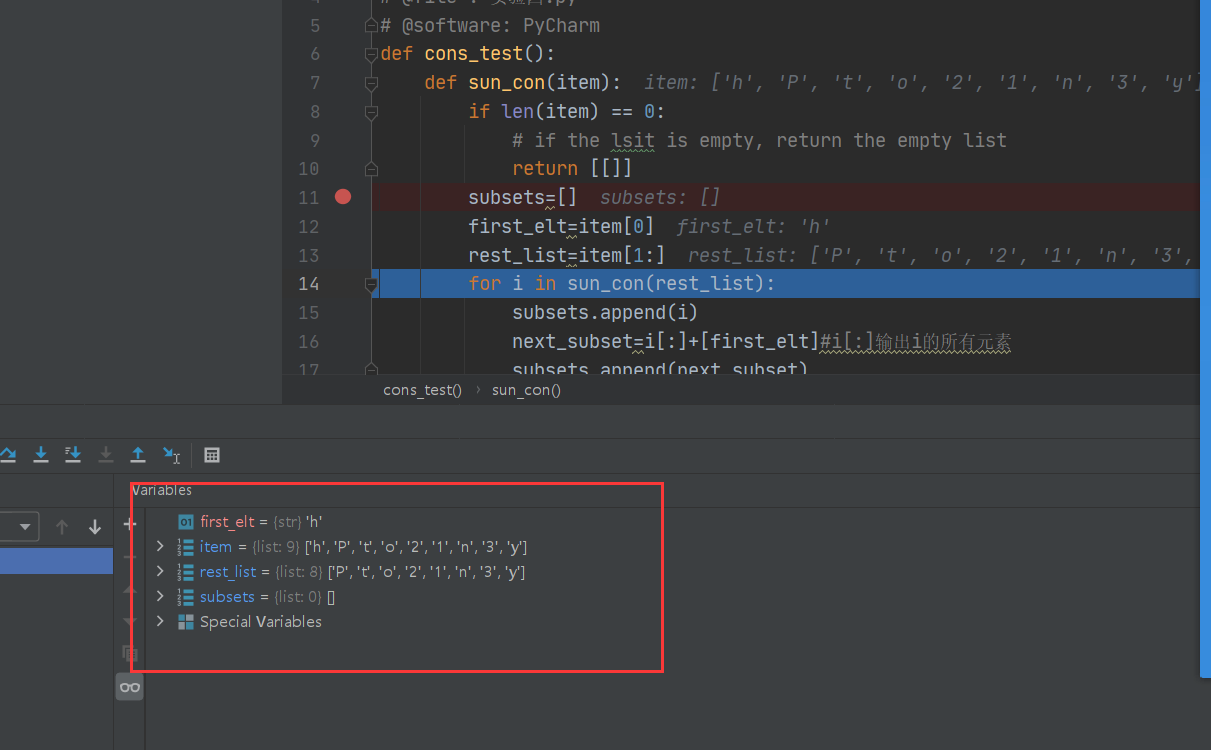 4 # @file : 实验四.py
5 # @software: PyCharm
6 def cons_test():
7 def sun_con(item): item: ['h', 'P', 't', 'o', '2', '1', 'n', '3', 'y']
8 if len(item) == 0:
9 # if the lsit is empty, return the empty list
10 return [[]]
11 subsets=[] subsets: []
12 first_elt=item[0] first_elt: 'h'
13 rest_list=item[1:] rest_list: ['P', 't', 'o', '2', '1', 'n', '3',
14 for i in sun_con(rest_list):
15 subsets.append(i)
16 next_subset=i[:]+[first_elt]#i[:]输出i的所有元素
17 subsets.append(next_subset)
cons_test() › sun_con()
Variables
01 first_elt = {str} 'h'
item = {list: 9} ['h', 'P', 't', 'o', '2', '1', 'n', '3', 'y']
rest_list = {list: 8} ['P', 't', 'o', '2', '1', 'n', '3', 'y']
subsets = {list: 0} []
Special Variables